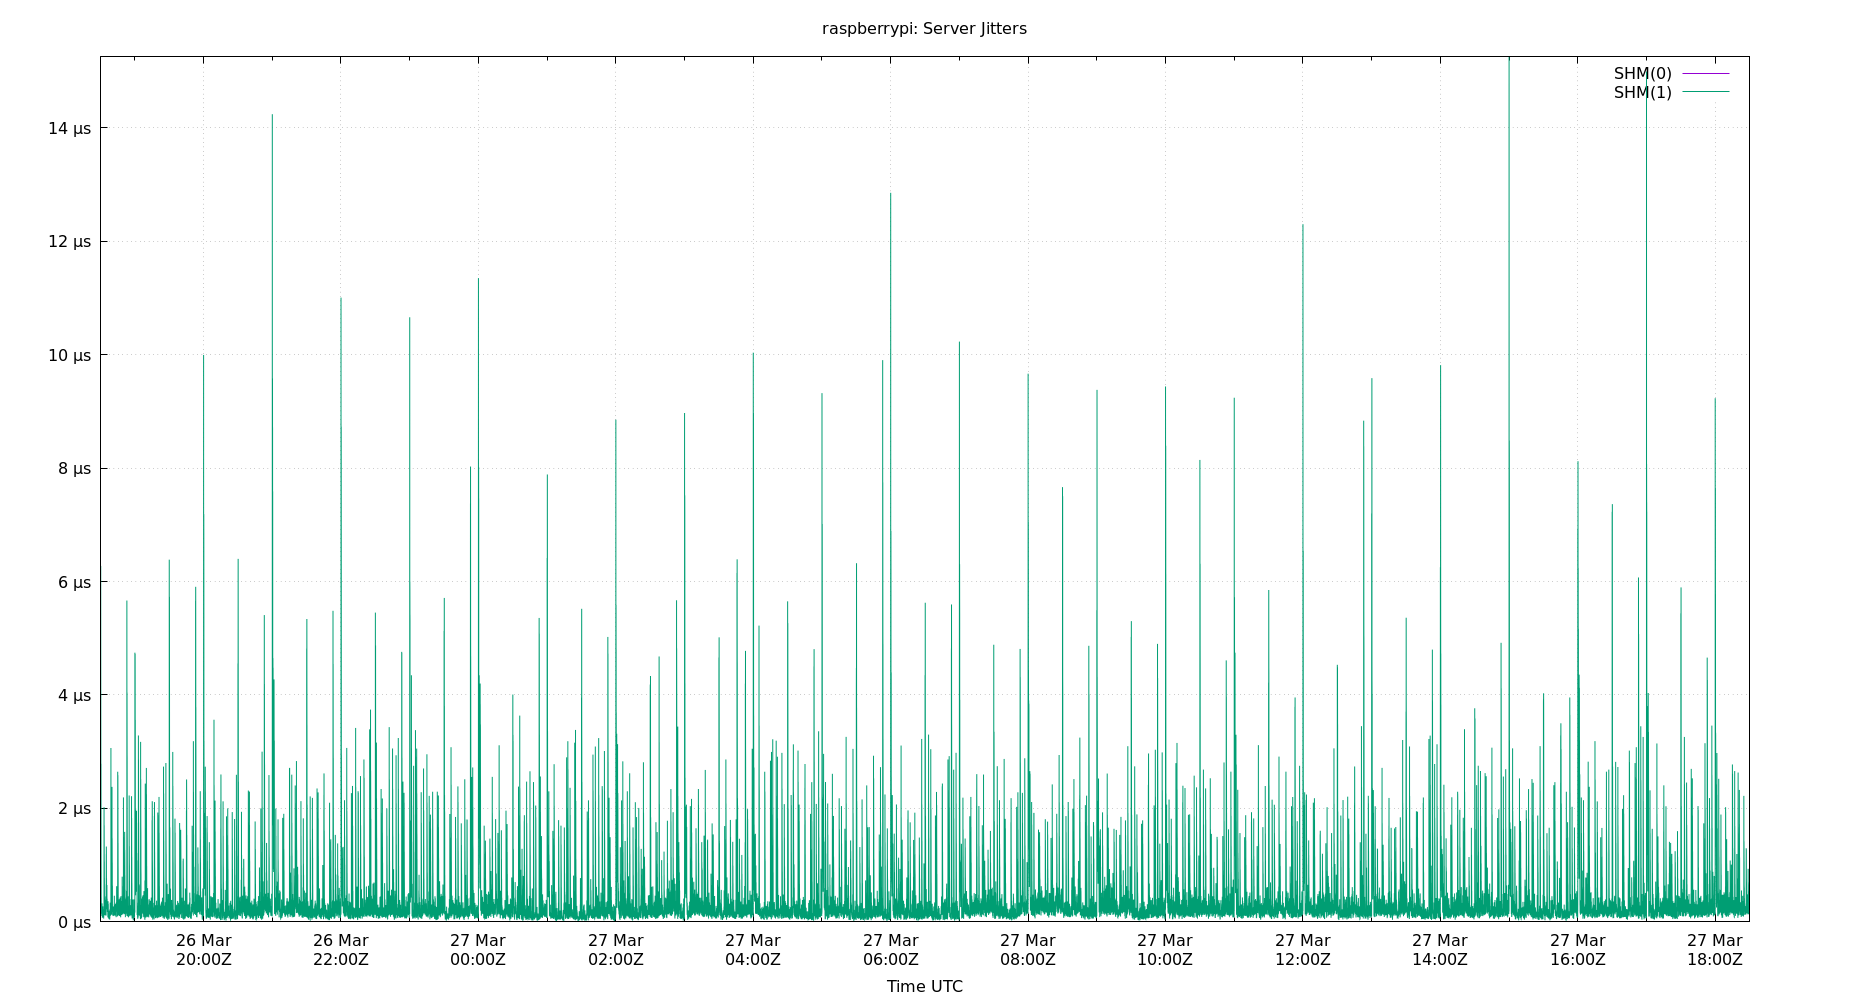 raspberrypi: Server Jitters
SHM(0)
SHM(1)
14 µs
12 µs
10 µs
8 µs
6 µs
4 µs
2 µs
0 µs
26 Mar 26 Mar 27 Mar 27 Mar 27 Mar 27 Mar 27 Mar 27 Mar 27 Mar 27 Mar 27 Mar 27 Mar
20:00Z 22:00Z 00:00Z 02:00Z 04:00Z 06:00Z 08:00Z 10:00Z 12:00Z 14:00Z 16:00Z 18:00Z
Time UTC